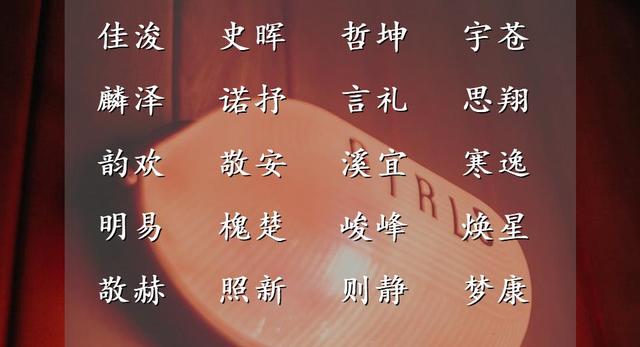 佳浚 史晖 哲坤 宇苍
麟泽 诺抒 言礼 思翔
韵欢 敬安 溪宜 寒逸
明易 槐楚 峻峰 焕星
敬赫 照新 则静 梦康